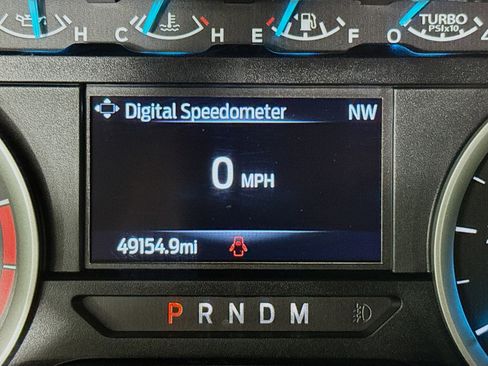 H C H E F O TURBO
PSIx10
Digital Speedometer NW
0 MPH
49154.9mi
P R N D M